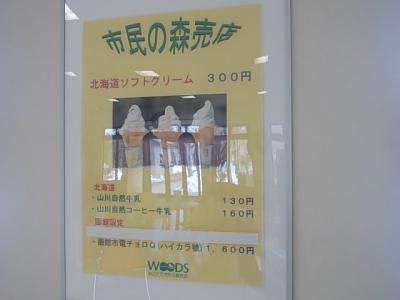 市民の森売店
北海道ソフトクリーム 300円
北海道
・山川自然牛乳 130円
・山川自然コーヒー牛乳 160円
函館限定
・函館市電チョロQ(ハイカラ號) 1,600円
WOODS